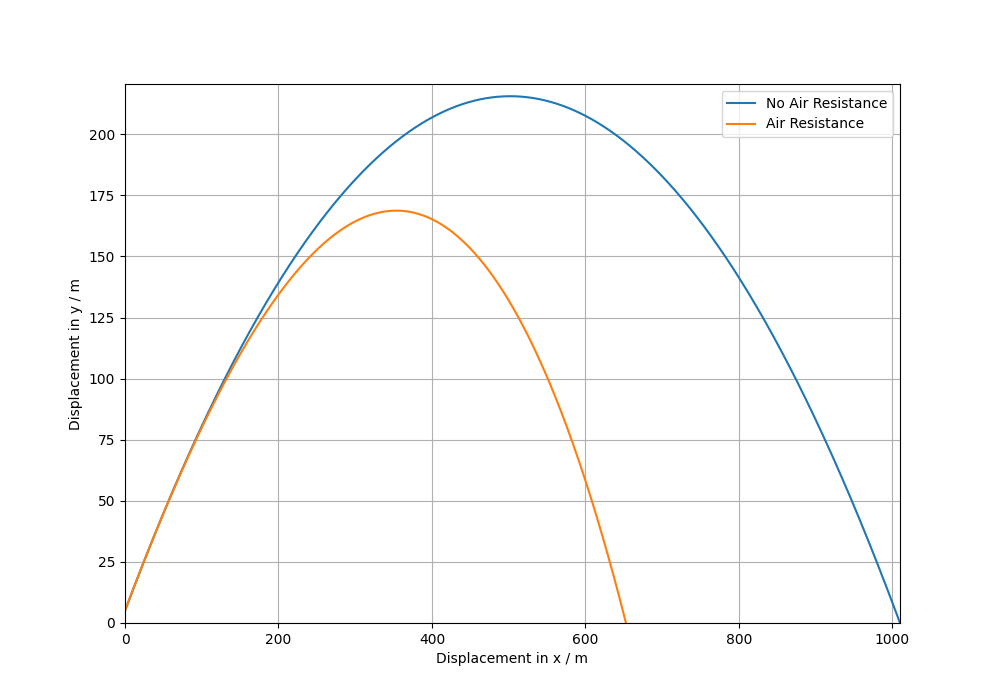 No Air Resistance
Air Resistance
200
175
150
125
100
75
50
25
0
Displacement in y / m
0 200 400 600 800 1000
Displacement in x / m